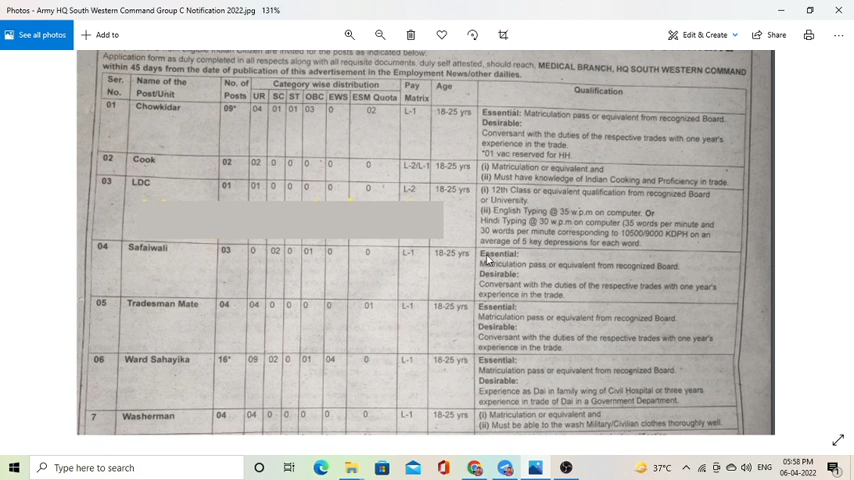 Photos - Army HQ South Western Command Group C Notification 2022.jpg 131%
See all photos
Add to
Edit & Create
Share
Indian Citizen are invited for the posts as indicated below.
Application form as duly completed in all respects along with all requisite documents, duly self attested, should reach, MEDICAL BRANCH, HQ SOUTH WESTERN COMMAND
within 45 days from the date of publication of this advertisement in the Employment News/other dailies.
Ser. No. Name of the Post/Unit No. of Posts Category wise distribution UR SC ST OBC EWS ESM Quota Pay Matrix Age Qualification
01 Chowkidar 09* 04 01 01 03 0 02 L-1 18-25 yrs Essential: Matriculation pass or equivalent from recognized Board.
Desirable:
Conversant with the duties of the respective trades with one year's
experience in the trade.
*01 vac reserved for HH.
02 Cook 02 02 0 0 0 0 0 L-2/L-1 18-25 yrs (i) Matriculation or equivalent and
(ii) Must have knowledge of Indian Cooking and Proficiency in trade.
03 LDC 01 01 0 0 0 0 0 L-2 18-25 yrs (i) 12th Class or equivalent qualification from recognized Board
or University.
(ii) English Typing @ 35 w.p.m on computer. Or
Hindi Typing @ 30 w.p.m on computer (35 words per minute and
30 words per minute corresponding to 10500/9000 KDPH on an
average of 5 key depressions for each word.
04 Safaiwali 03 0 02 0 01 0 0 L-1 18-25 yrs Essential:
Matriculation pass or equivalent from recognized Board.
Desirable:
Conversant with the duties of the respective trades with one year's
experience in the trade.
05 Tradesman Mate 04 04 0 0 0 0 01 L-1 18-25 yrs Essential:
Matriculation pass or equivalent from recognized Board.
Desirable:
Conversant with the duties of the respective trades with one year's
experience in the trade.
06 Ward Sahayika 16* 09 02 0 01 04 0 L-1 18-25 yrs Essential:
Matriculation pass or equivalent from recognized Board.
Desirable:
Experience as Dai in family wing of Civil Hospital or three years
experience in trade of Dai in a Government Department.
7 Washerman 04 04 0 0 0 0 0 L-1 18-25 yrs (i) Matriculation or equivalent and
(ii) Must be able to the wash Military/Civilian clothes thoroughly well.
Type here to search
37°C
ENG
05:58 PM
06-04-2022
1